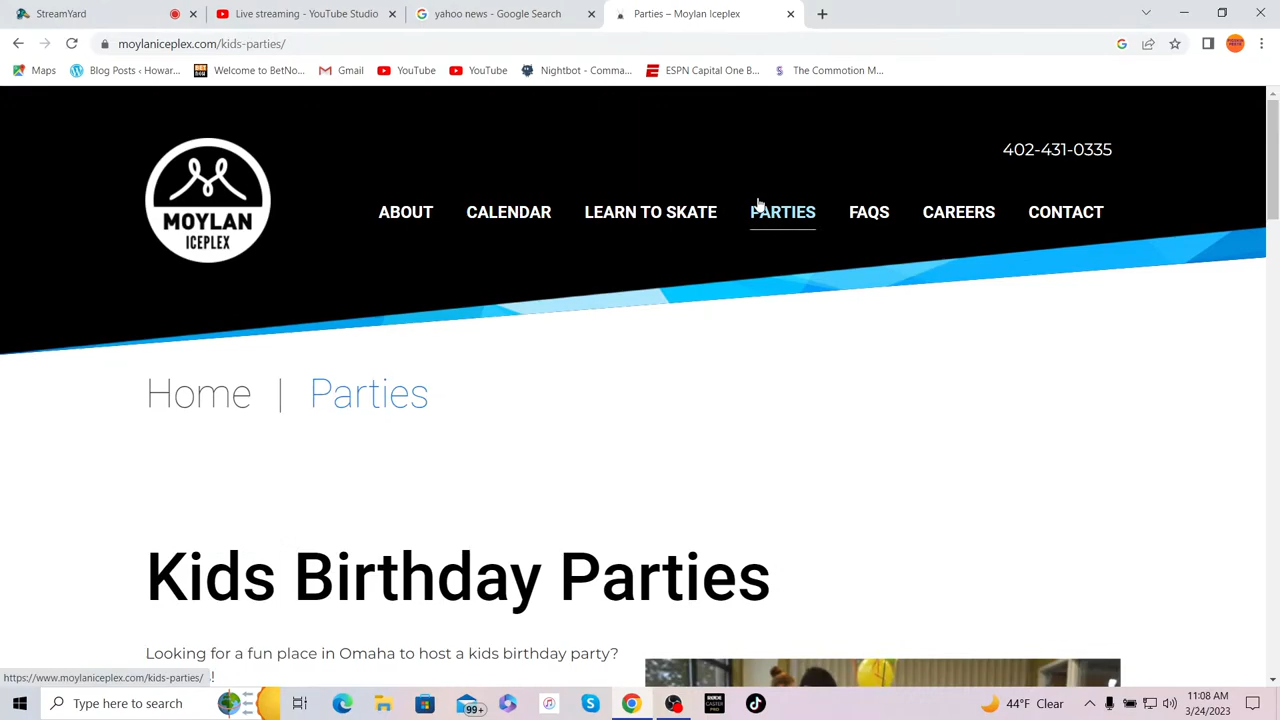 StreamYard
Live streaming - YouTube Studio
yahoo news - Google Search
Parties – Moylan Iceplex
moylaniceplex.com/kids-parties/
Maps
Blog Posts ‹ Howar...
Welcome to BetNo...
Gmail
YouTube
YouTube
Nightbot - Comma...
ESPN Capital One B...
The Commotion M...
402-431-0335
MOYLAN
ICEPLEX
ABOUT
CALENDAR
LEARN TO SKATE
PARTIES
FAQS
CAREERS
CONTACT
Home | Parties
Kids Birthday Parties
Looking for a fun place in Omaha to host a kids birthday party?
https://www.moylaniceplex.com/kids-parties/
Type here to search
99+
44°F Clear
11:08 AM
3/24/2023